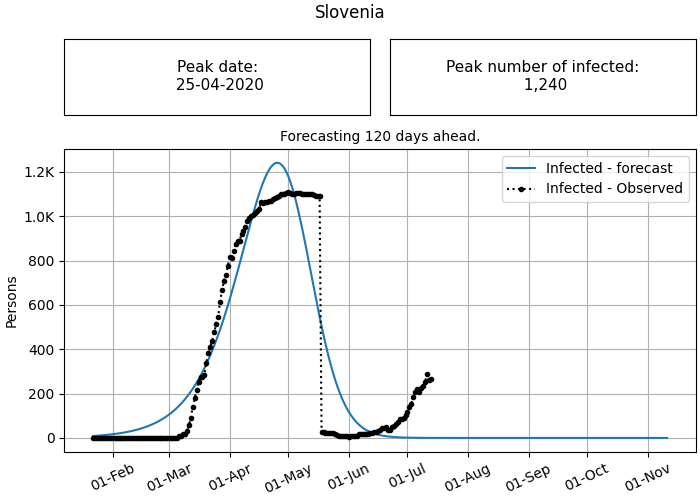 Slovenia
Peak date:
25-04-2020
Peak number of infected:
1,240
Forecasting 120 days ahead.
Infected - forecast
Infected - Observed
Persons
1.2K
1.0K
800
600
400
200
0
01-Feb
01-Mar
01-Apr
01-May
01-Jun
01-Jul
01-Aug
01-Sep
01-Oct
01-Nov